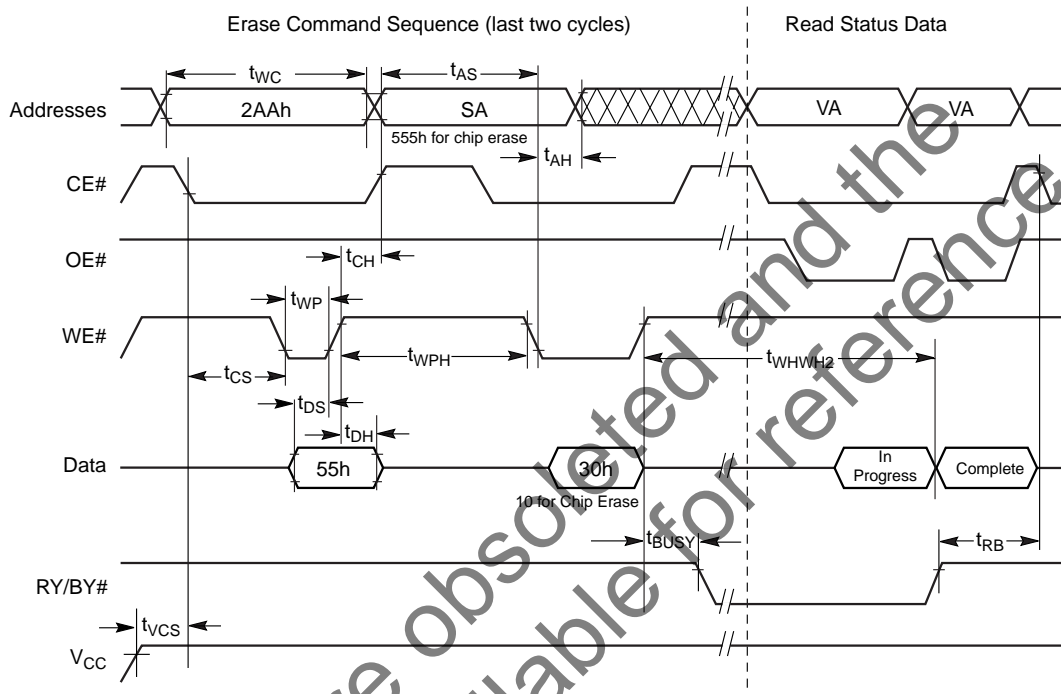 Erase Command Sequence (last two cycles)
Read Status Data
Addresses
tWC
2AAh
tAS
SA
555h for chip erase
tAH
VA
VA
CE#
OE#
tCH
tWP
WE#
tWPH
tWHWH2
tCS
tDS
tDH
Data
55h
30h
10 for Chip Erase
In
Progress
Complete
tBUSY
tRB
RY/BY#
tVCS
VCC
re obsoleted and the
ilable for reference